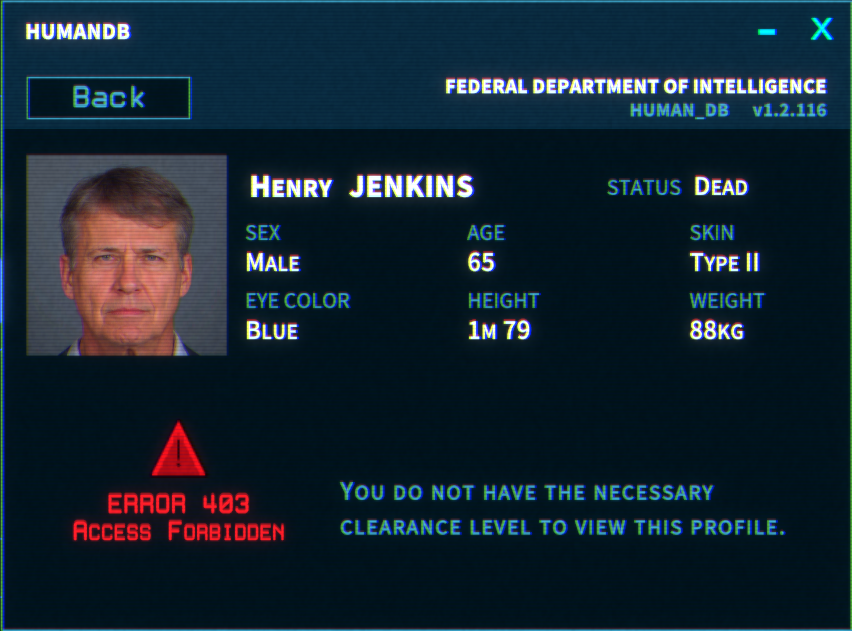 HUMANDB
– X
Back
FEDERAL DEPARTMENT OF INTELLIGENCE
HUMAN_DB v1.2.116
HENRY JENKINS
STATUS DEAD
SEX AGE SKIN
MALE 65 TYPE II
EYE COLOR HEIGHT WEIGHT
BLUE 1M 79 88KG
!
ERROR 403
ACCESS FORBIDDEN
YOU DO NOT HAVE THE NECESSARY
CLEARANCE LEVEL TO VIEW THIS PROFILE.